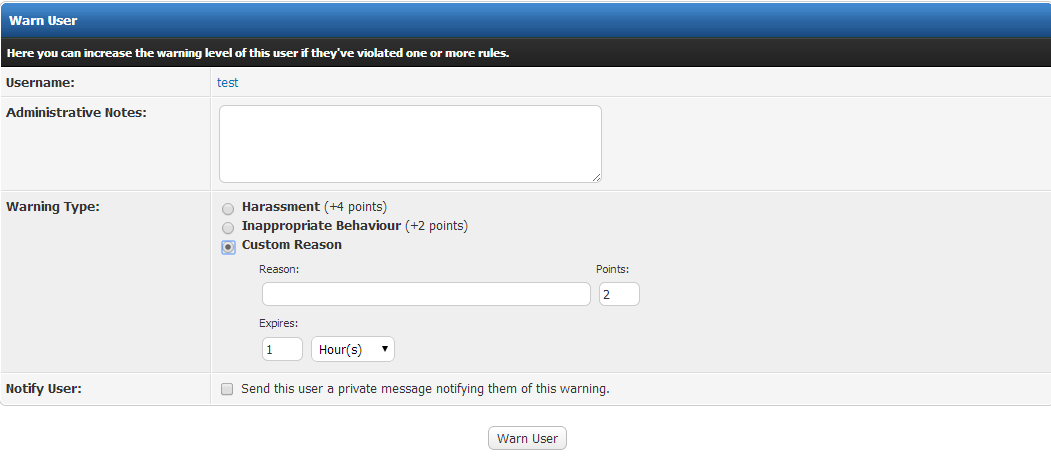 Warn User
Here you can increase the warning level of this user if they've violated one or more rules.
Username: test
Administrative Notes:
Warning Type: Harassment (+4 points)
Inappropriate Behaviour (+2 points)
Custom Reason
Reason: Points:
2
Expires:
1 Hour(s)
Notify User: Send this user a private message notifying them of this warning.
Warn User